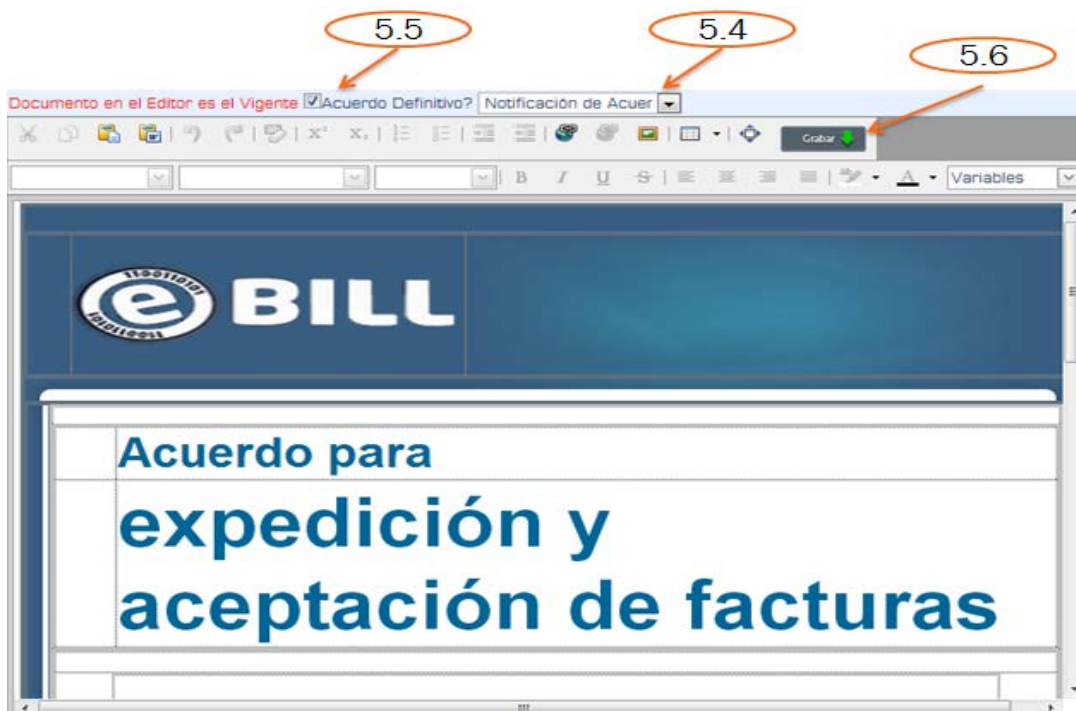 5.5
5.4
5.6
Documento en el Editor es el Vigente Acuerdo Definitivo? Notificación de Acuer
Grabar
B I U S A Variables
1100110101
e BILL
Acuerdo para
expedición y
aceptación de facturas